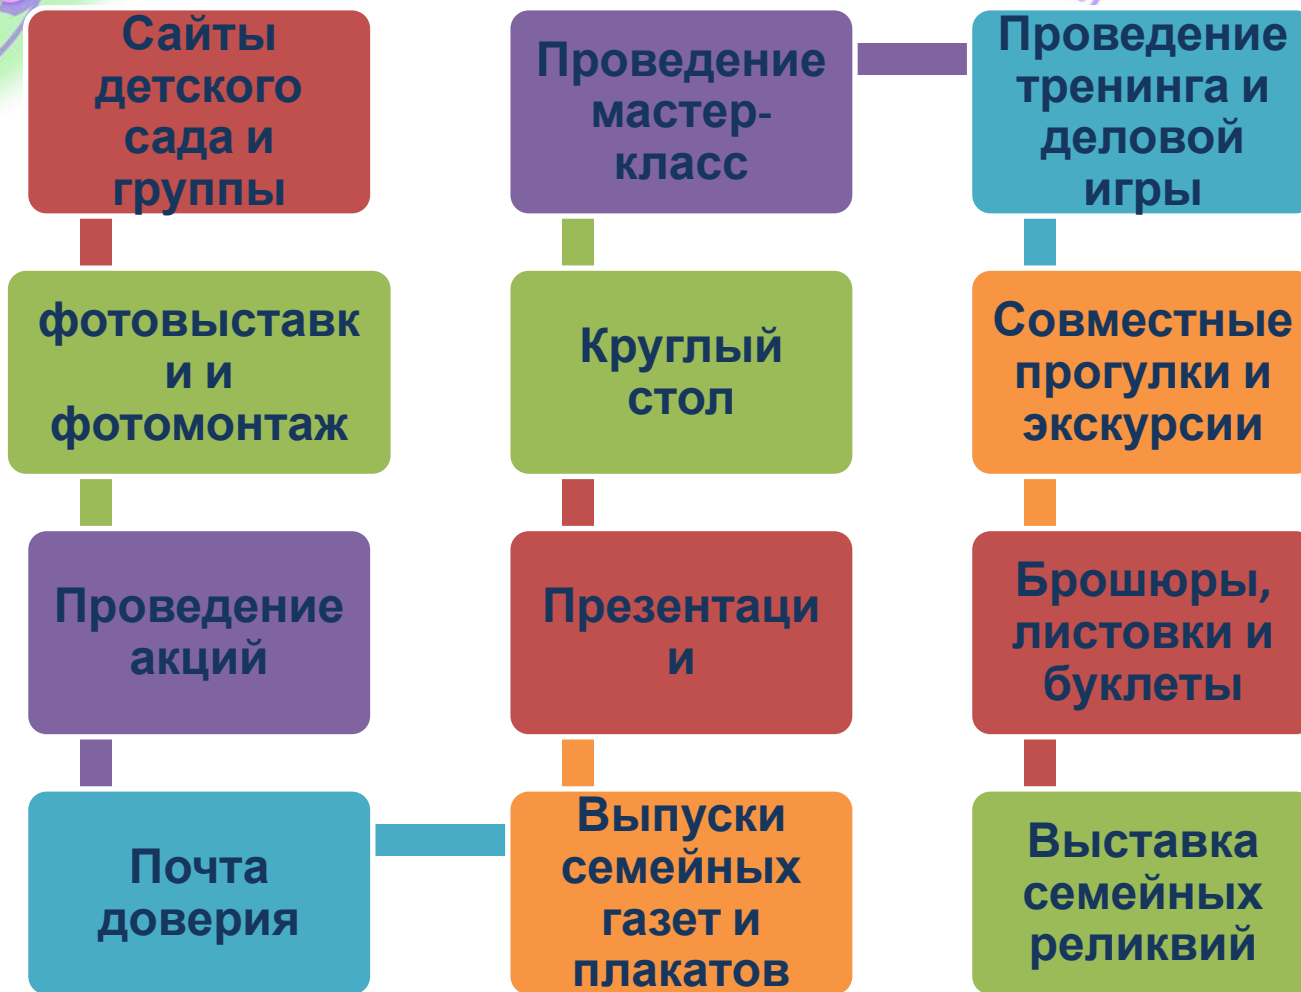 Сайты
детского
сада и
группы
фотовыставк
и и
фотомонтаж
Проведение
акций
Почта
доверия
Выпуски
семейных
газет и
плакатов
Презентаци
и
Круглый
стол
Проведение
мастер-
класс
Проведение
тренинга и
деловой
игры
Совместные
прогулки и
экскурсии
Брошюры,
листовки и
буклеты
Выставка
семейных
реликвий